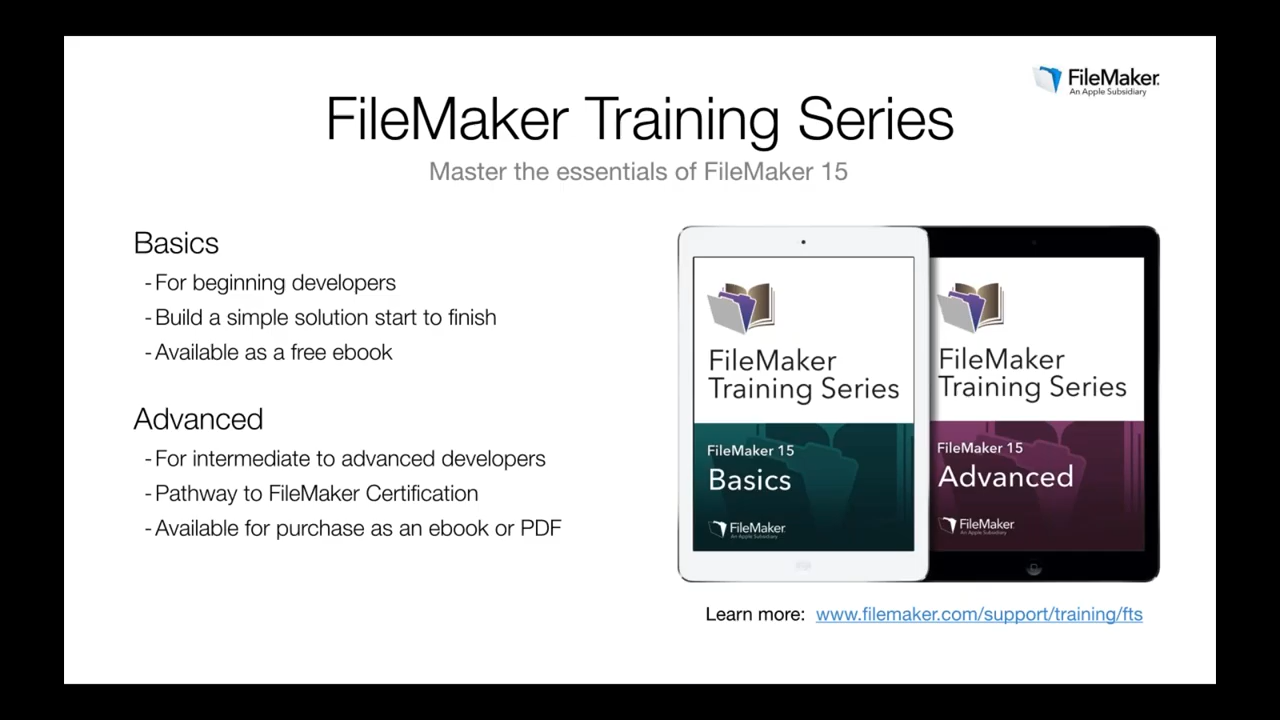 FileMaker
An Apple Subsidiary
FileMaker Training Series
Master the essentials of FileMaker 15
Basics
- For beginning developers
- Build a simple solution start to finish
- Available as a free ebook
Advanced
- For intermediate to advanced developers
- Pathway to FileMaker Certification
- Available for purchase as an ebook or PDF
FileMaker
Training Series
FileMaker 15
Basics
FileMaker
An Apple Subsidiary
FileMaker
Training Series
FileMaker 15
Advanced
FileMaker
An Apple Subsidiary
Learn more: www.filemaker.com/support/training/fts